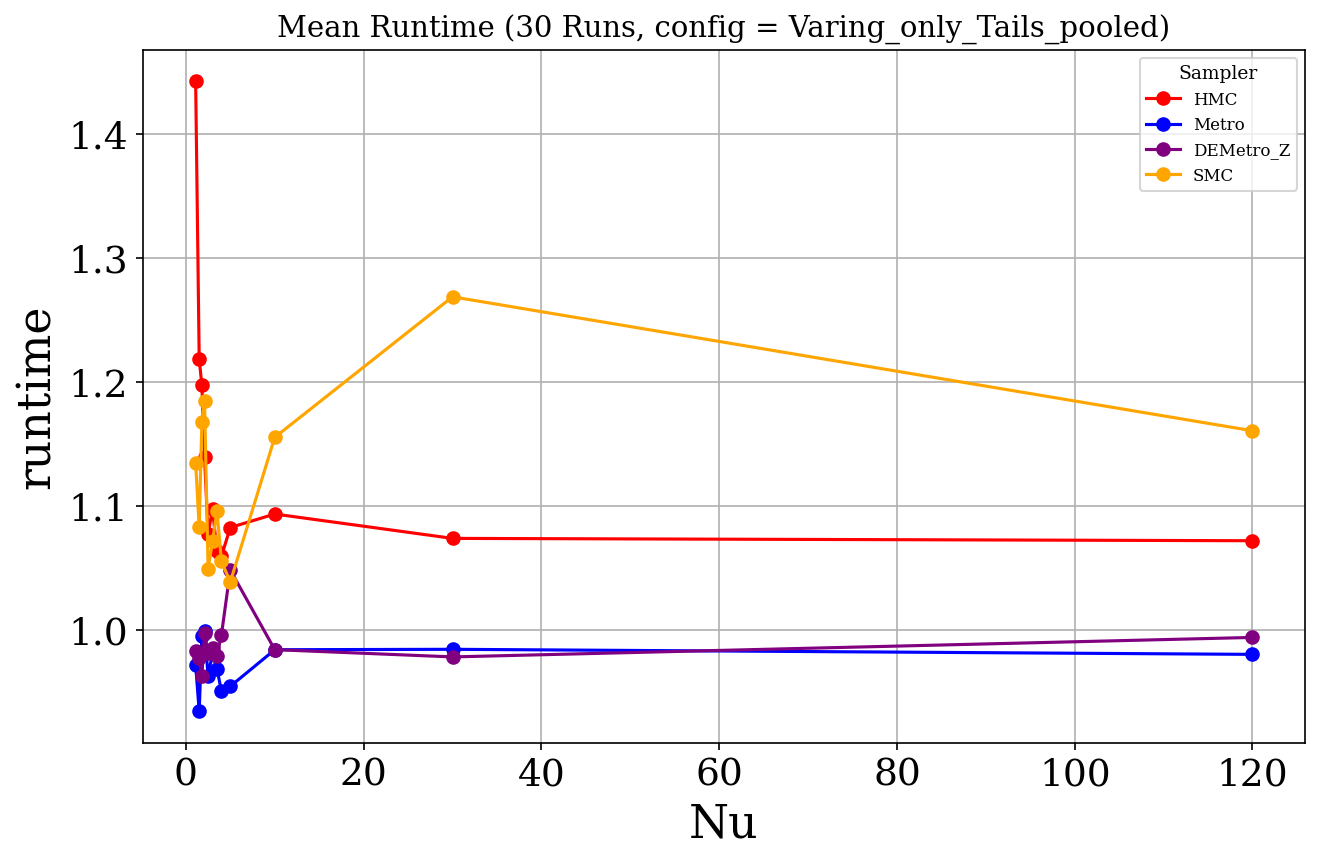 Mean Runtime (30 Runs, config = Varing_only_Tails_pooled)
Sampler
HMC
Metro
DEMetro_Z
SMC
runtime
1.4
1.3
1.2
1.1
1.0
0
20
40
60
80
100
120
Nu